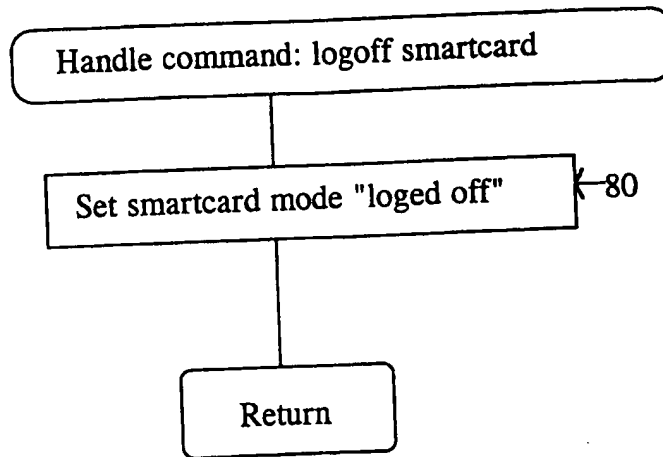 Handle command: logoff smartcard
Set smartcard mode "loged off"
80
Return